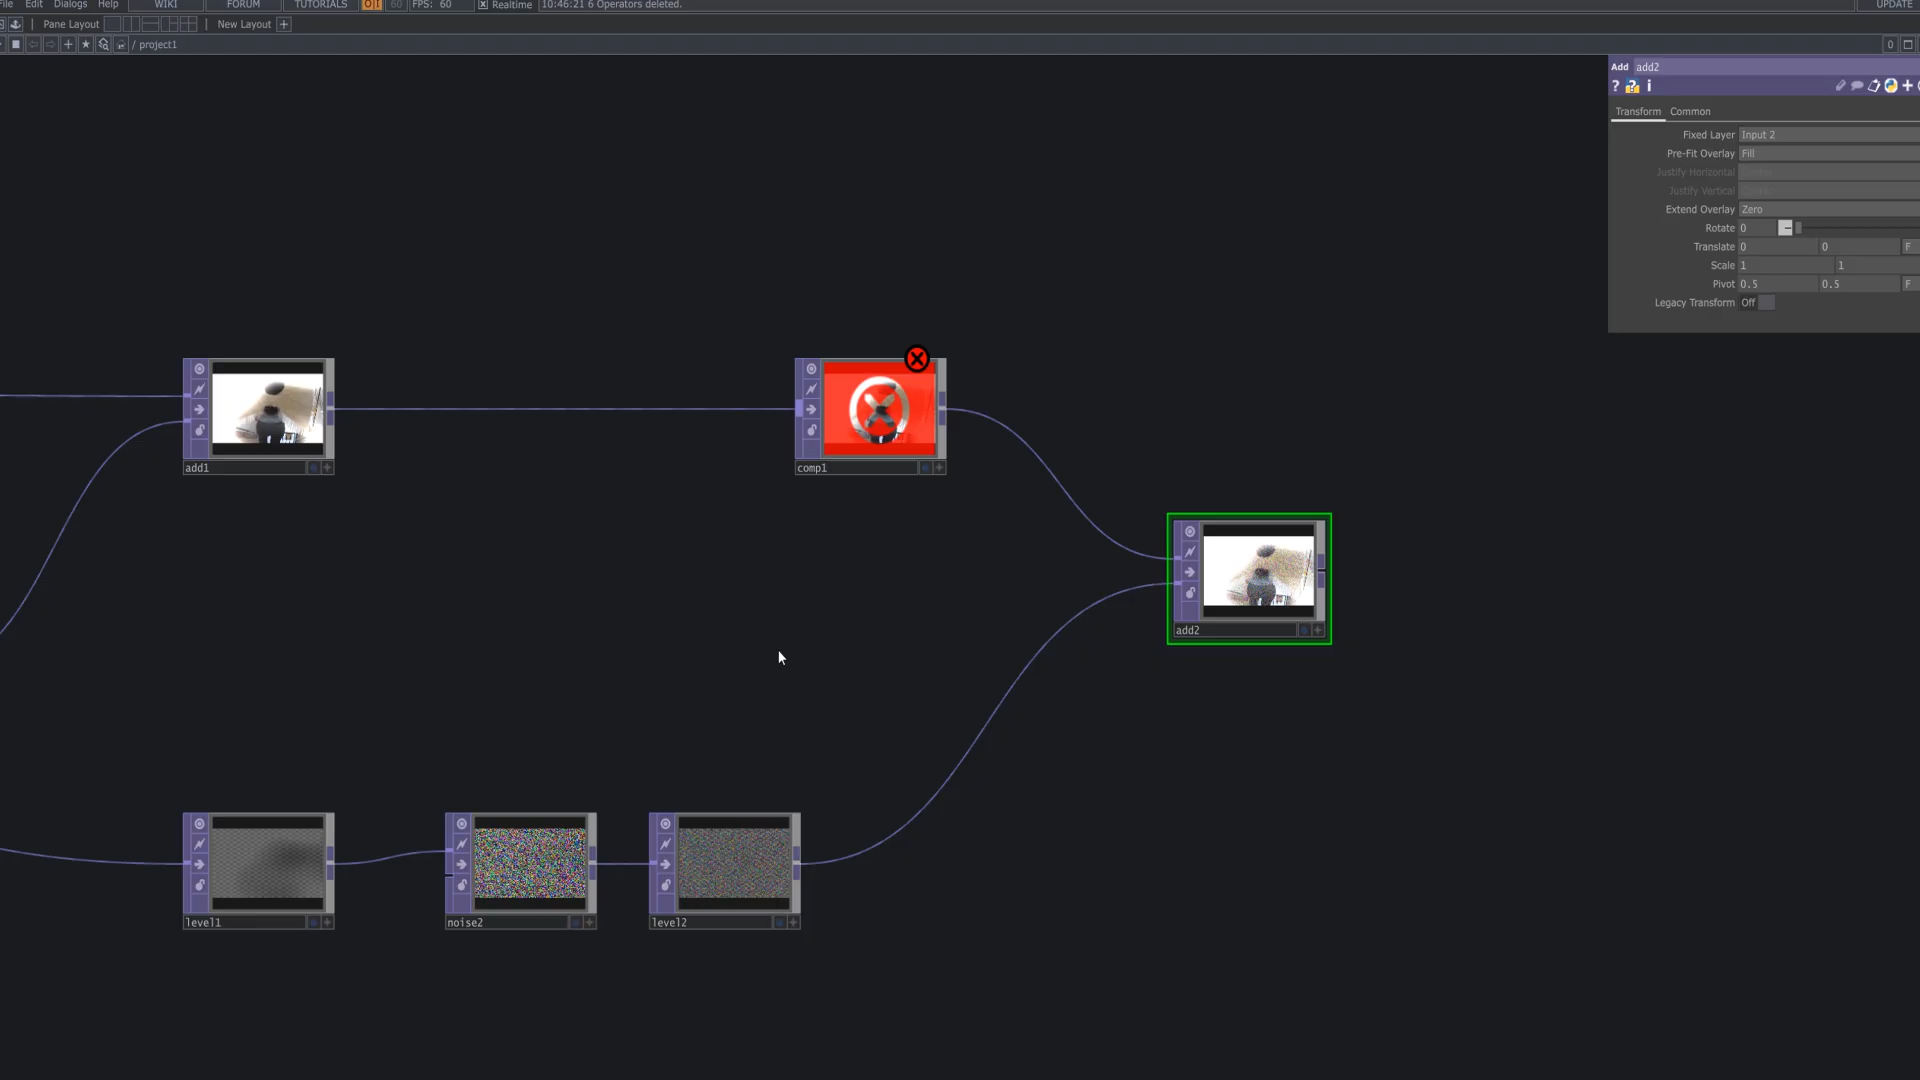 File Edit Dialogs Help WIKI FORUM TUTORIALS OIT 60 FPS: 60 Realtime 10:46:21 6 Operators deleted. UPDATE
Pane Layout New Layout +
/ project1 0
Add add2
? ? i
Transform Common
Fixed Layer Input 2
Pre-Fit Overlay Fill
Justify Horizontal
Justify Vertical
Extend Overlay Zero
Rotate 0
Translate 0 0 F
Scale 1 1
Pivot 0.5 0.5 F
Legacy Transform Off
add1
comp1
add2
level1
noise2
level2